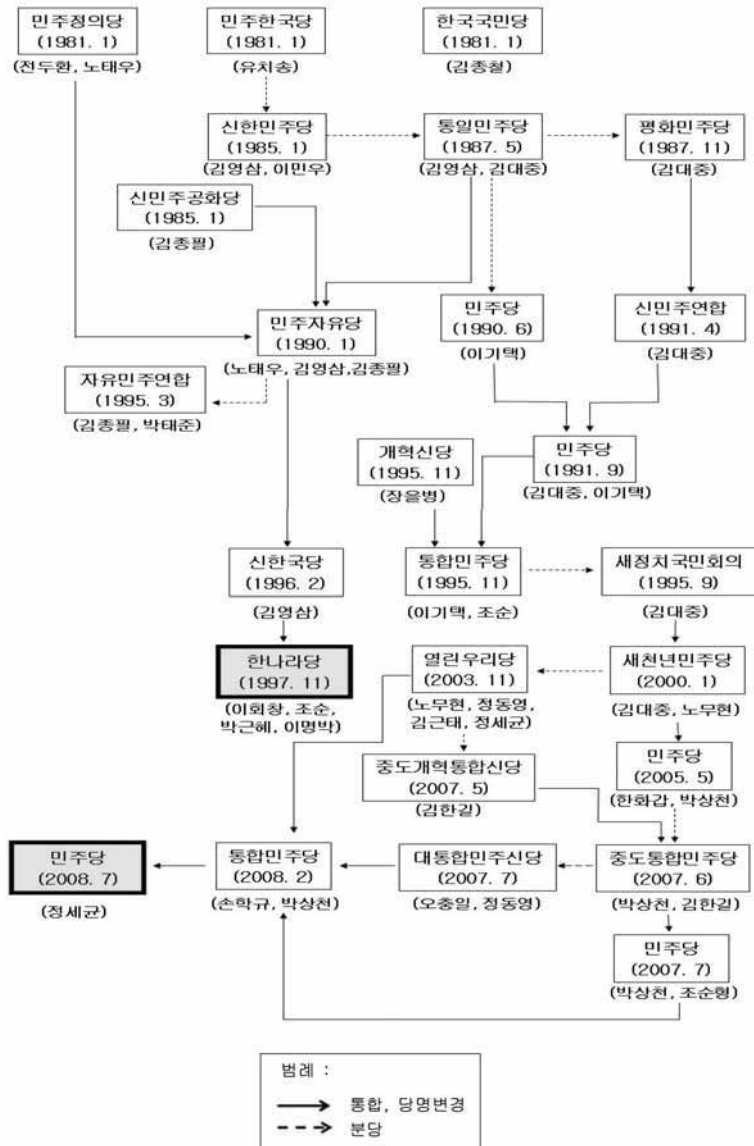 민주정의당
(1981. 1)
(전두환, 노태우)
민주한국당
(1981. 1)
(유치송)
한국국민당
(1981. 1)
(김종철)
신한민주당
(1985. 1)
(김영삼, 이민우)
통일민주당
(1987. 5)
(김영삼, 김대중)
평화민주당
(1987. 11)
(김대중)
신민주공화당
(1985. 1)
(김종필)
민주자유당
(1990. 1)
(노태우, 김영삼,김종필)
민주당
(1990. 6)
(이기택)
신민주연합
(1991. 4)
(김대중)
자유민주연합
(1995. 3)
(김종필, 박태준)
개혁신당
(1995. 11)
(장을병)
민주당
(1991. 9)
(김대중, 이기택)
신한국당
(1996. 2)
(김영삼)
통합민주당
(1995. 11)
(이기택, 조순)
새정치국민회의
(1995. 9)
(김대중)
한나라당
(1997. 11)
(이회창, 조순,
박근혜, 이명박)
열린우리당
(2003. 11)
(노무현, 정동영,
김근태, 정세균)
새천년민주당
(2000. 1)
(김대중, 노무현)
중도개혁통합신당
(2007. 5)
(김한길)
민주당
(2005. 5)
(한화갑, 박상천)
민주당
(2008. 7)
(정세균)
통합민주당
(2008. 2)
(손학규, 박상천)
대통합민주신당
(2007. 7)
(오충일, 정동영)
중도통합민주당
(2007. 6)
(박상천, 김한길)
민주당
(2007. 7)
(박상천, 조순형)
범례 :
통합, 당명변경
분당